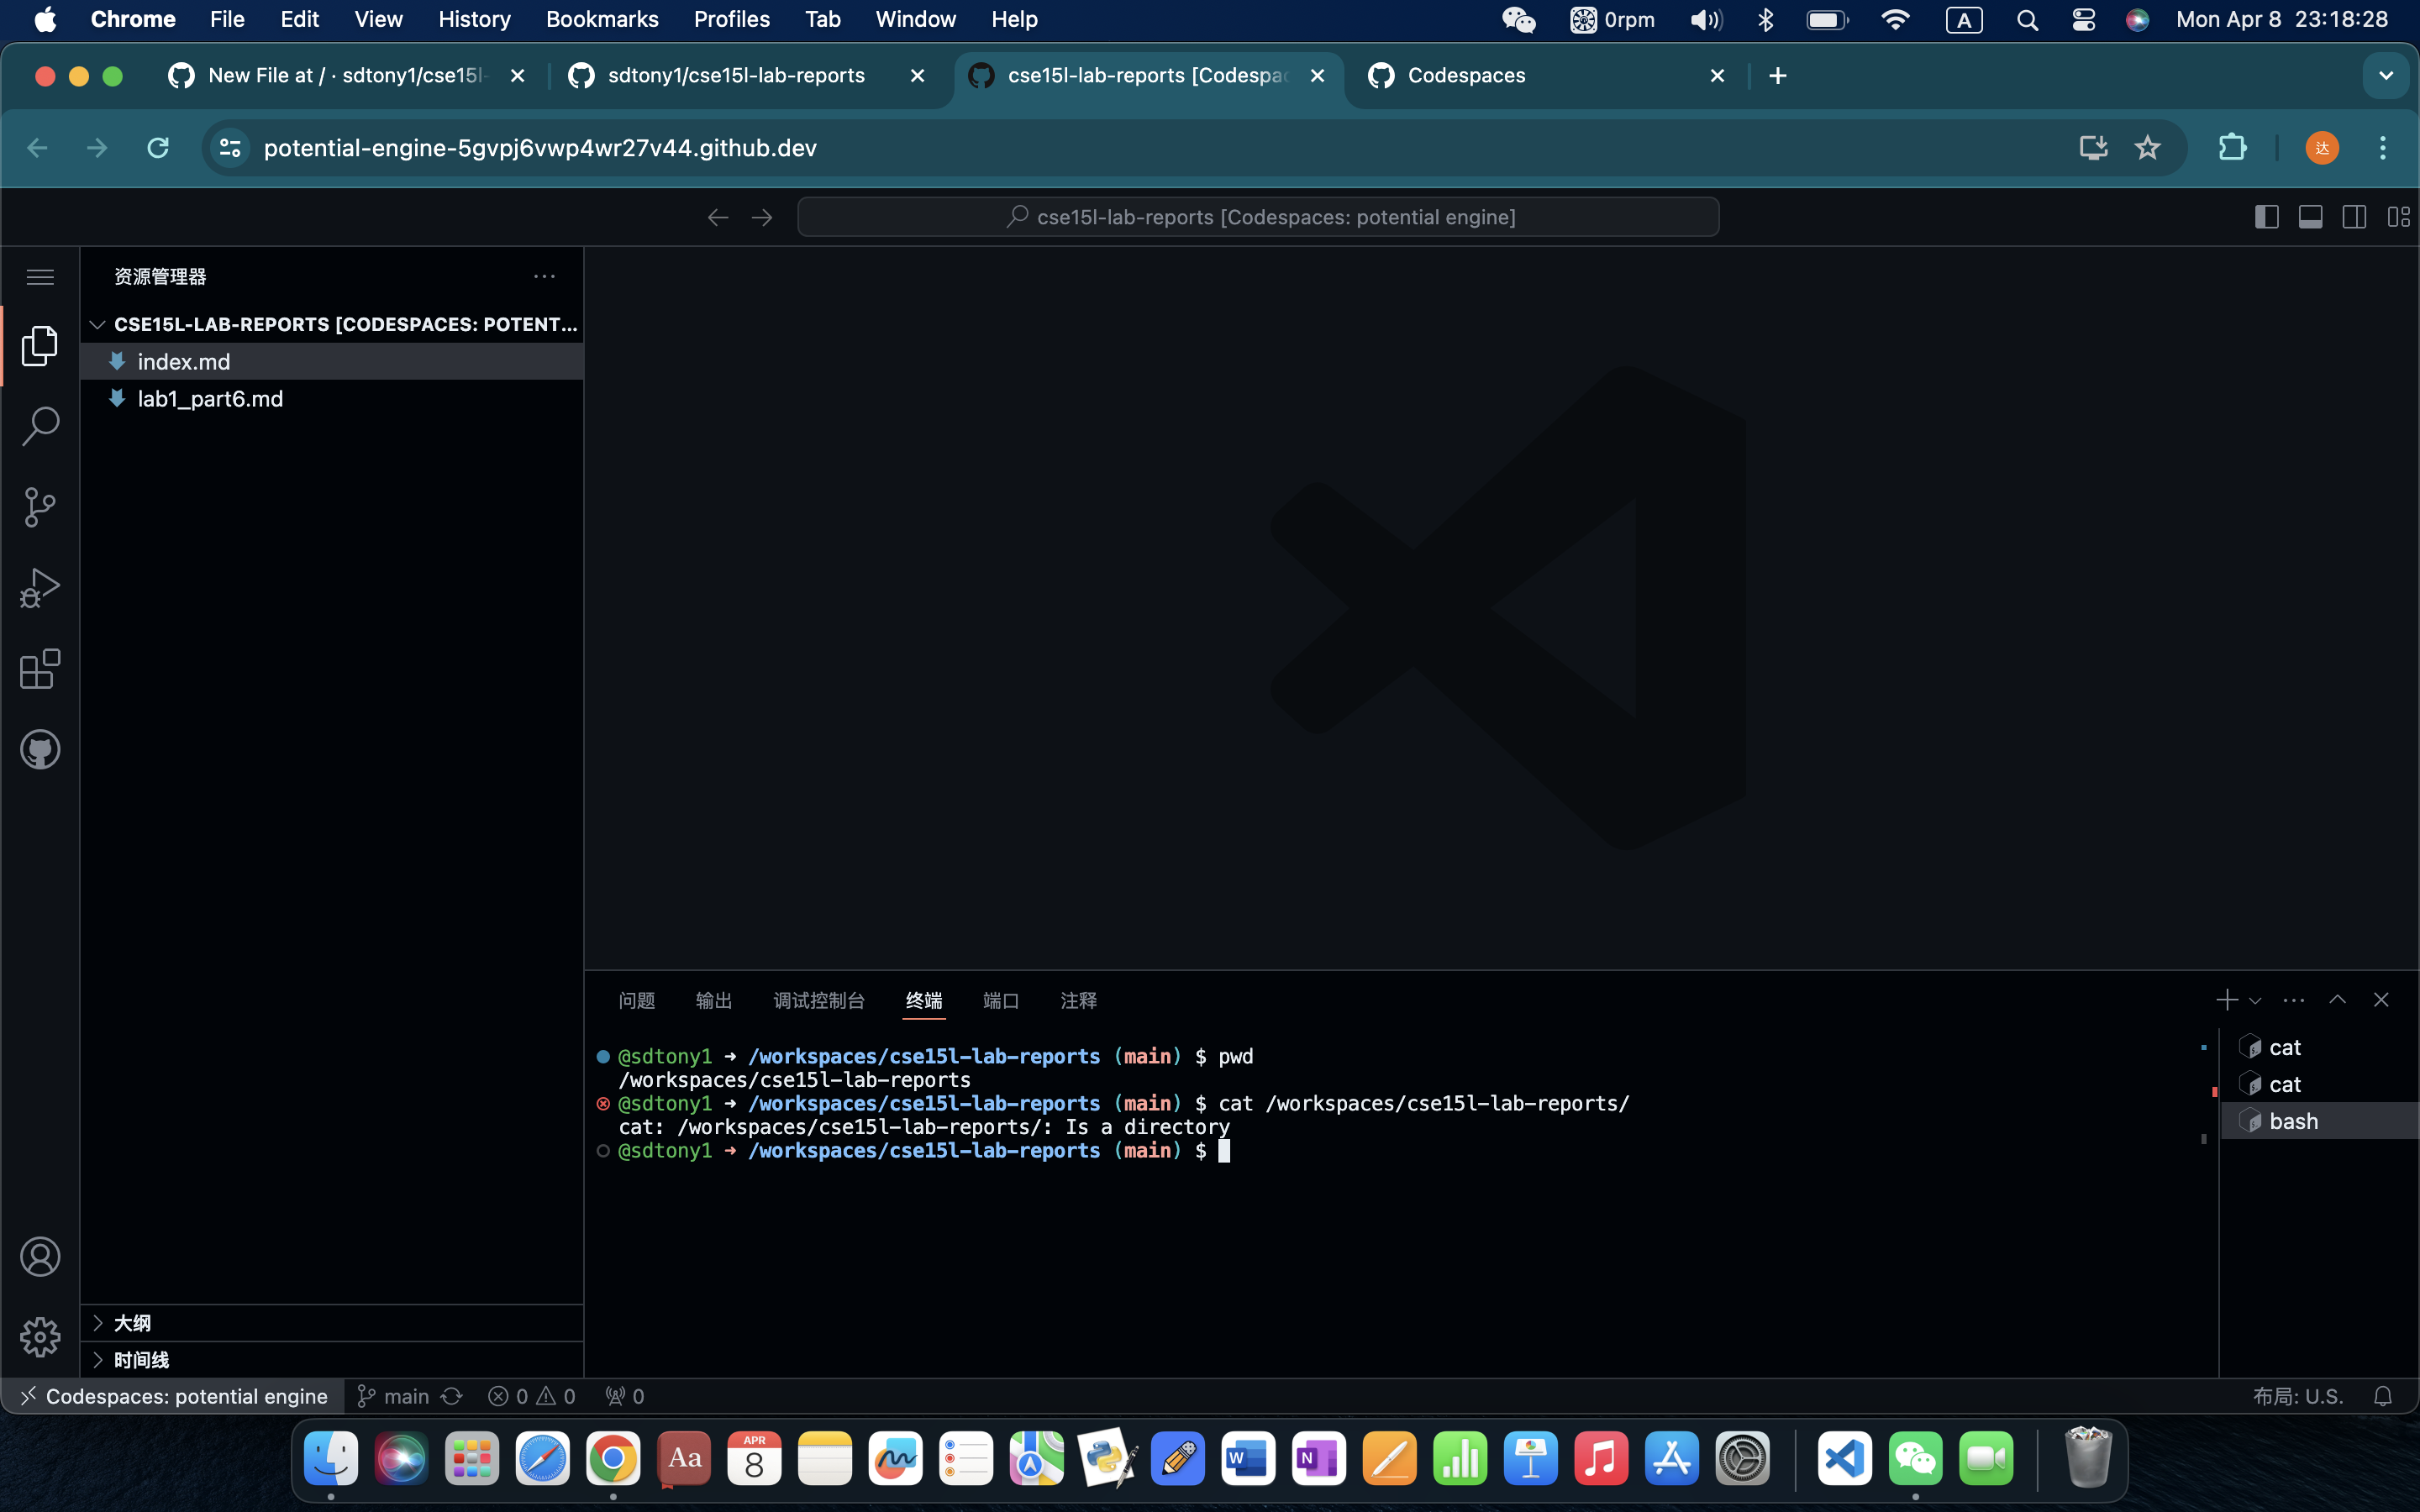 Chrome File Edit View History Bookmarks Profiles Tab Window Help 0rpm A Mon Apr 8 23:18:28
New File at / · sdtony1/cse15l- sdtony1/cse15l-lab-reports cse15l-lab-reports [Codespac Codespaces
potential-engine-5gvpj6vwp4wr27v44.github.dev 达
cse15l-lab-reports [Codespaces: potential engine]
资源管理器
CSE15L-LAB-REPORTS [CODESPACES: POTENT...
index.md
lab1_part6.md
问题 输出 调试控制台 终端 端口 注释
@sdtony1 → /workspaces/cse15l-lab-reports (main) $ pwd
/workspaces/cse15l-lab-reports
@sdtony1 → /workspaces/cse15l-lab-reports (main) $ cat /workspaces/cse15l-lab-reports/
cat: /workspaces/cse15l-lab-reports/: Is a directory
@sdtony1 → /workspaces/cse15l-lab-reports (main) $
cat
cat
bash
大纲
时间线
Codespaces: potential engine main 0 0 0 布局: U.S.
Aa APR 8 W N